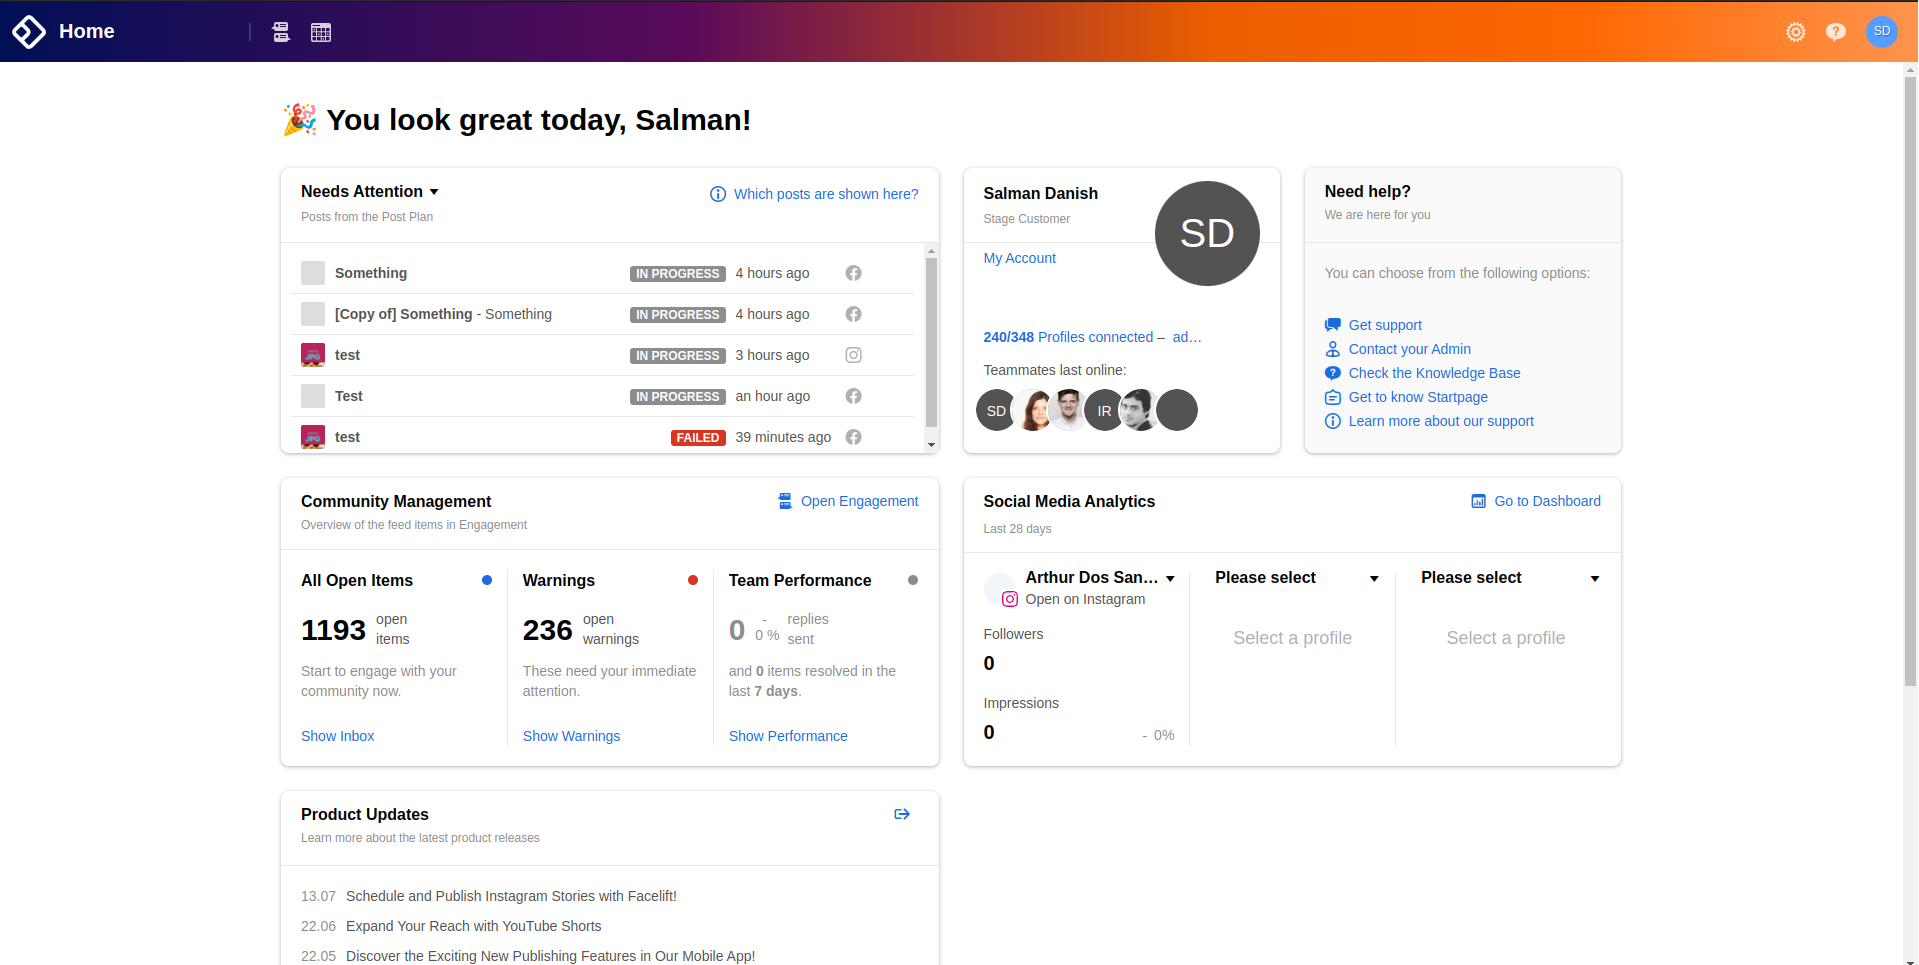 Home
SD
🎉 You look great today, Salman!
Needs Attention
Which posts are shown here?
Posts from the Post Plan
Something IN PROGRESS 4 hours ago
[Copy of] Something - Something IN PROGRESS 4 hours ago
JPG test IN PROGRESS 3 hours ago
Test IN PROGRESS an hour ago
JPG test FAILED 39 minutes ago
Salman Danish
Stage Customer
SD
My Account
240/348 Profiles connected – ad…
Teammates last online:
SD IR
Need help?
We are here for you
You can choose from the following options:
Get support
Contact your Admin
Check the Knowledge Base
Get to know Startpage
Learn more about our support
Community Management
Open Engagement
Overview of the feed items in Engagement
All Open Items
1193 open
items
Start to engage with your
community now.
Show Inbox
Warnings
236 open
warnings
These need your immediate
attention.
Show Warnings
Team Performance
0 - replies
0 % sent
and 0 items resolved in the
last 7 days.
Show Performance
Social Media Analytics
Go to Dashboard
Last 28 days
Arthur Dos San...
Open on Instagram
Followers
0
Impressions
0 - 0%
Please select
Select a profile
Please select
Select a profile
Product Updates
Learn more about the latest product releases
13.07 Schedule and Publish Instagram Stories with Facelift!
22.06 Expand Your Reach with YouTube Shorts
22.05 Discover the Exciting New Publishing Features in Our Mobile App!